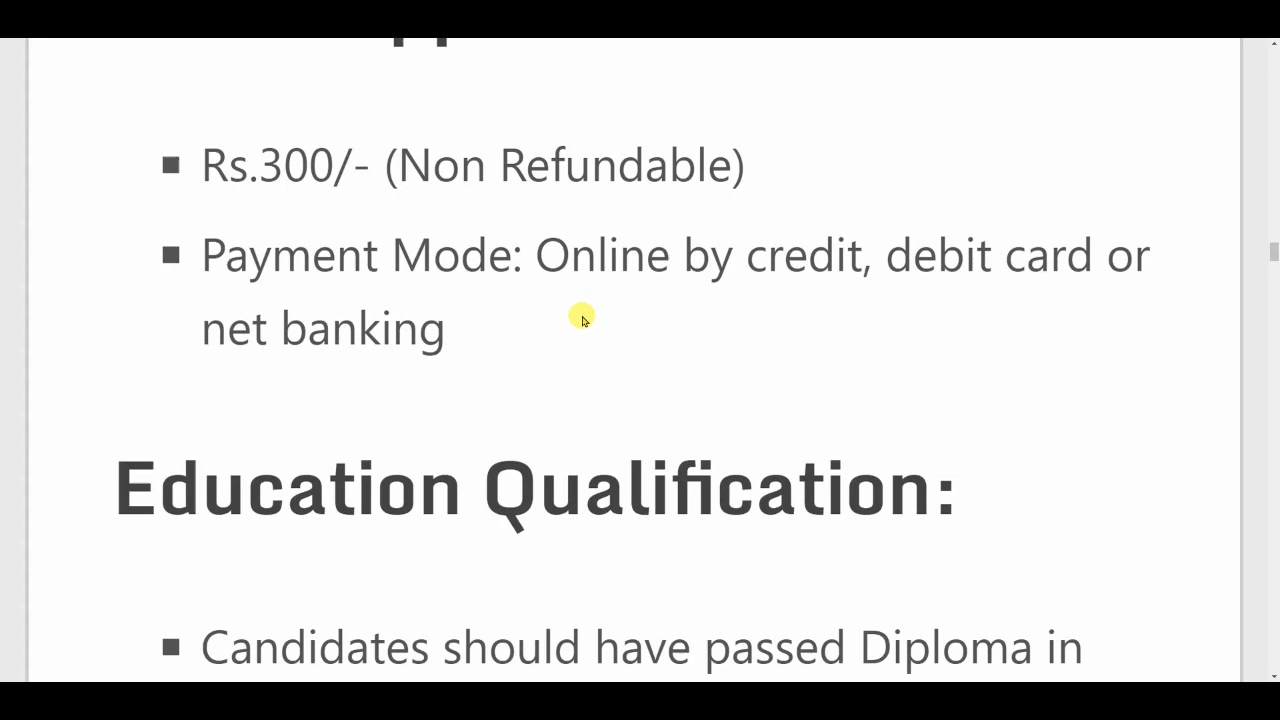 Rs.300/- (Non Refundable)
Payment Mode: Online by credit, debit card or
net banking
Education Qualification:
Candidates should have passed Diploma in